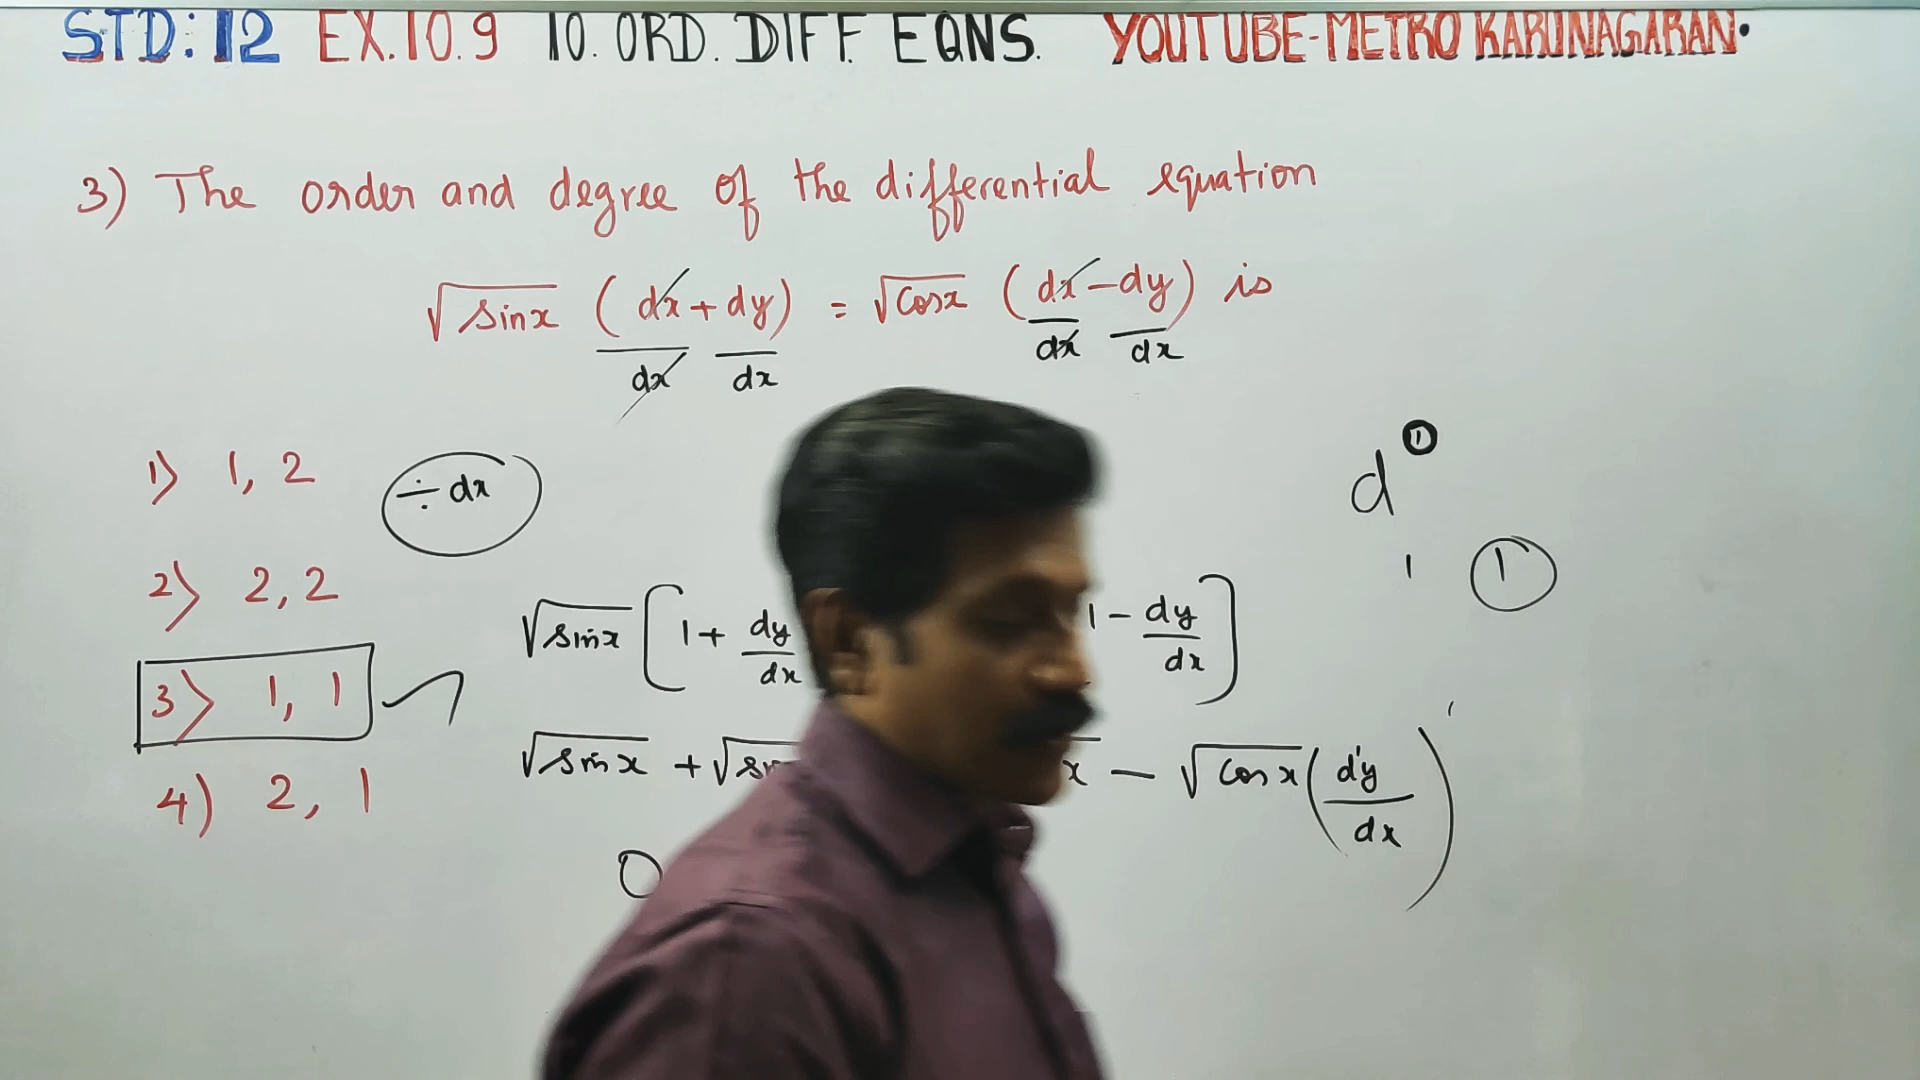 STD: 12 EX.10.9 10. ORD. DIFF. EQNS. YOUTUBE-METRO KARUNAGARAN.
3) The order and degree of the differential equation
√sinx (dx + dy) = √cosx (dx - dy) is
dx dx dx dx
1) 1, 2
÷ dx
d①
2) 2, 2
1 ①
√sinx [1 + dy/dx 1 - dy/dx]
3) 1, 1
√sinx + √sin x - √cosx (d'y/dx)'
4) 2, 1
O